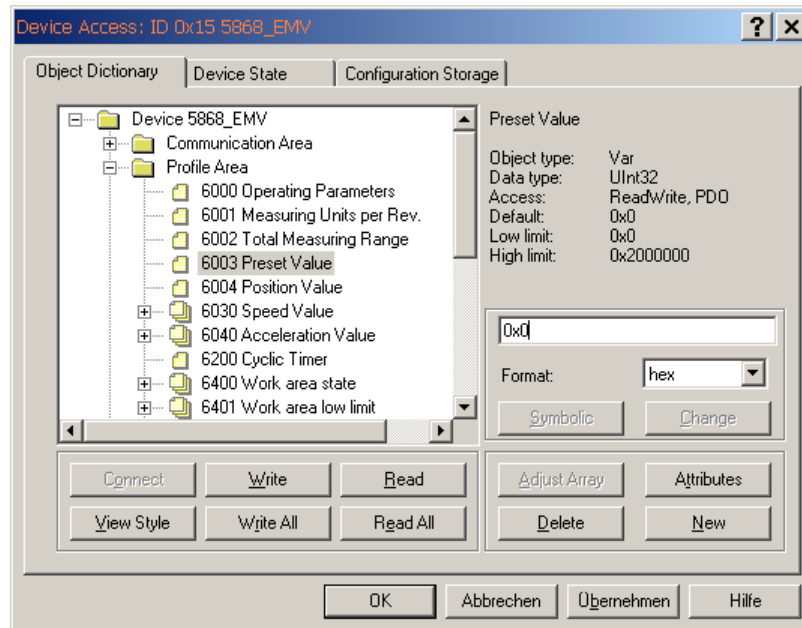 Device Access: ID 0x15 5868_EMV
Object Dictionary
Device State
Configuration Storage
Device 5868_EMV
Communication Area
Profile Area
6000 Operating Parameters
6001 Measuring Units per Rev.
6002 Total Measuring Range
6003 Preset Value
6004 Position Value
6030 Speed Value
6040 Acceleration Value
6200 Cyclic Timer
6400 Work area state
6401 Work area low limit
Preset Value
Object type: Var
Data type: UInt32
Access: ReadWrite, PDO
Default: 0x0
Low limit: 0x0
High limit: 0x2000000
0x0
Format: hex
Symbolic Change
Connect Write Read
View Style Write All Read All
Adjust Array Attributes
Delete New
OK Abbrechen Übernehmen Hilfe